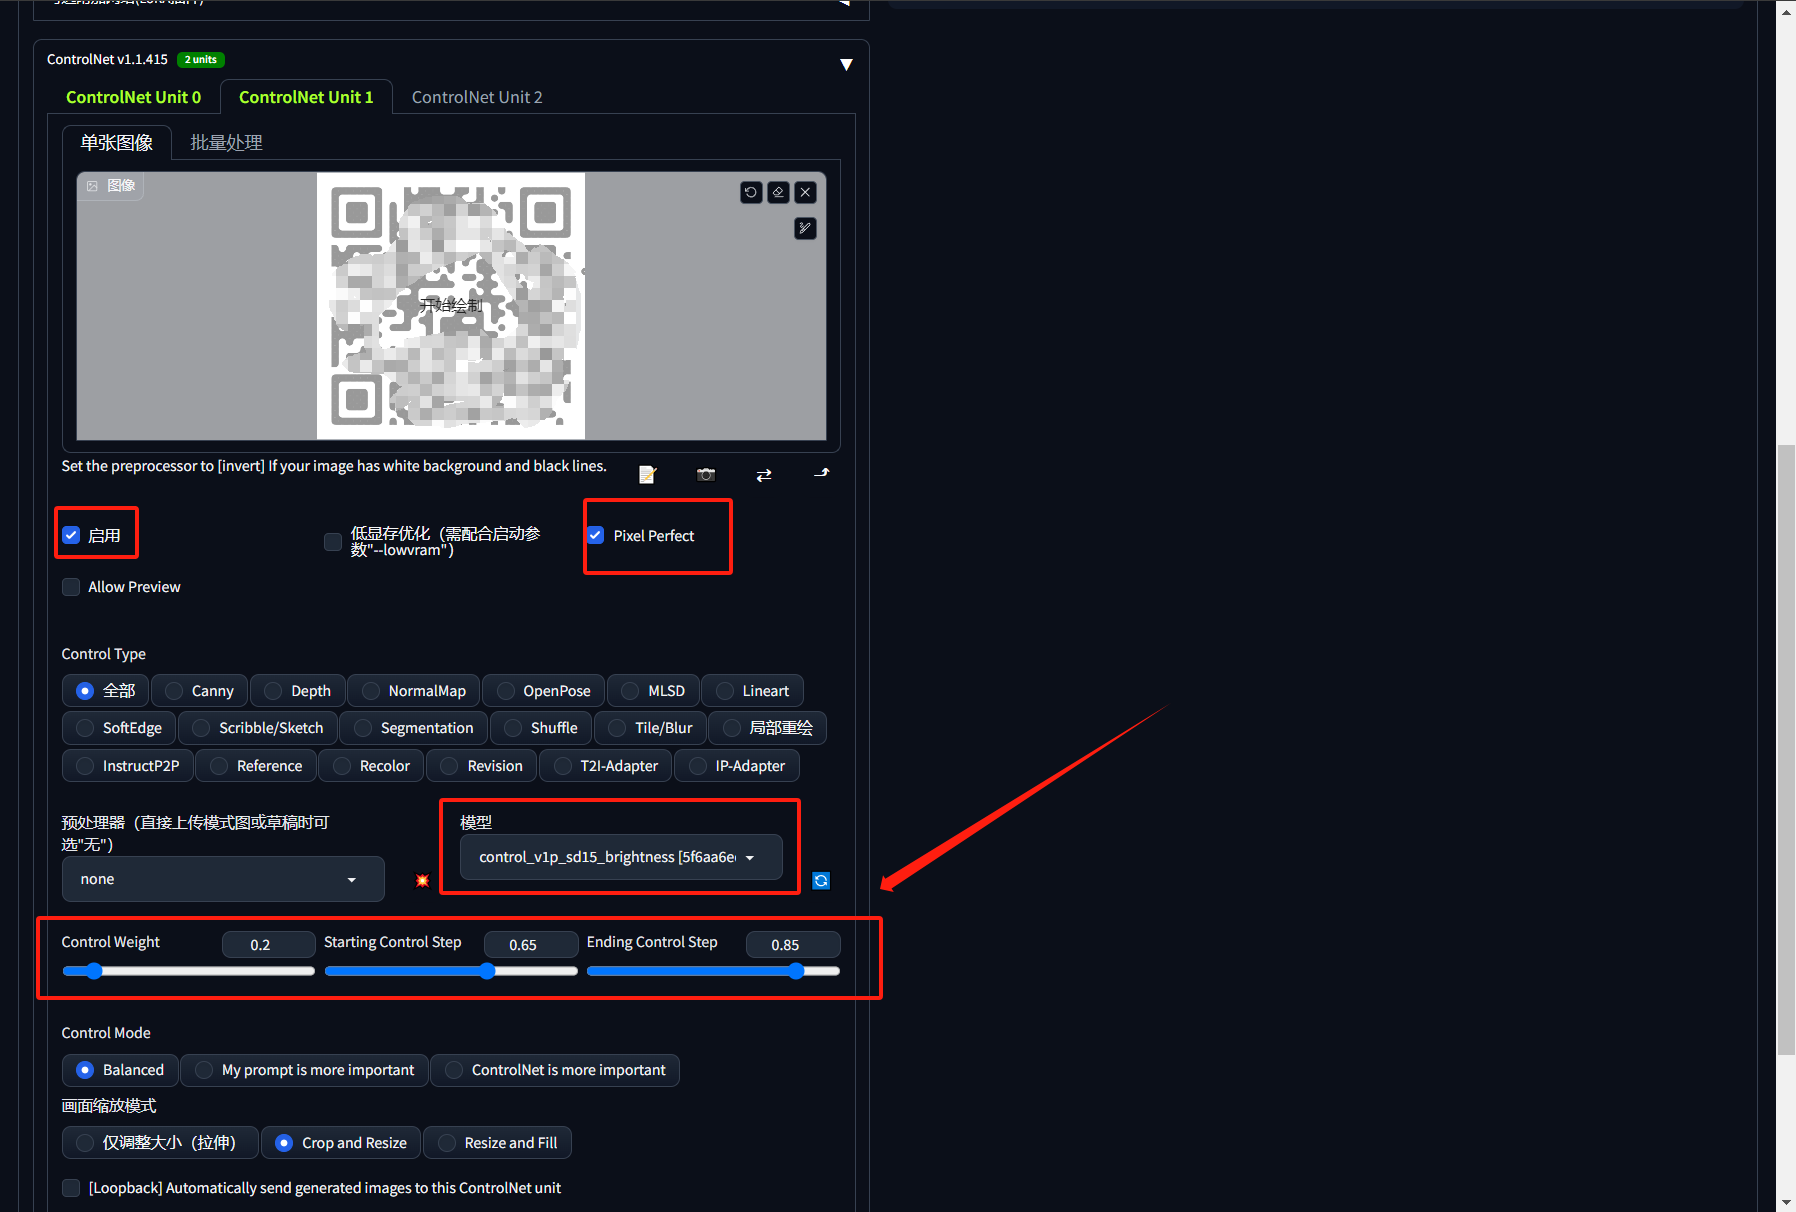 ControlNet v1.1.415 2 units
ControlNet Unit 0 ControlNet Unit 1 ControlNet Unit 2
单张图像 批量处理
图像
开始绘制
Set the preprocessor to [invert] If your image has white background and black lines.
启用
低显存优化（需配合启动参
数"--lowvram"）
Pixel Perfect
Allow Preview
Control Type
全部 Canny Depth NormalMap OpenPose MLSD Lineart
SoftEdge Scribble/Sketch Segmentation Shuffle Tile/Blur 局部重绘
InstructP2P Reference Recolor Revision T2I-Adapter IP-Adapter
预处理器（直接上传模式图或草稿时可
选"无"）
none
模型
control_v1p_sd15_brightness [5f6aa6e
Control Weight 0.2 Starting Control Step 0.65 Ending Control Step 0.85
Control Mode
Balanced My prompt is more important ControlNet is more important
画面缩放模式
仅调整大小（拉伸） Crop and Resize Resize and Fill
[Loopback] Automatically send generated images to this ControlNet unit